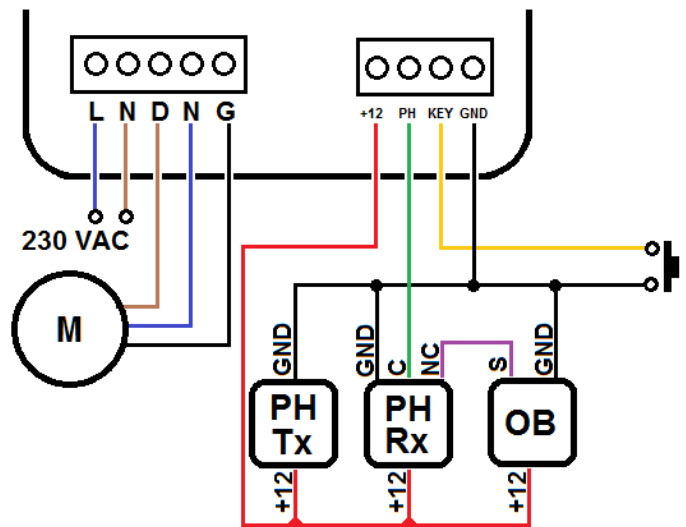 L N D N G
+12 PH KEY GND
230 VAC
M
GND
GND
C
NC
S
GND
PH
Tx
PH
Rx
OB
+12
+12
+12